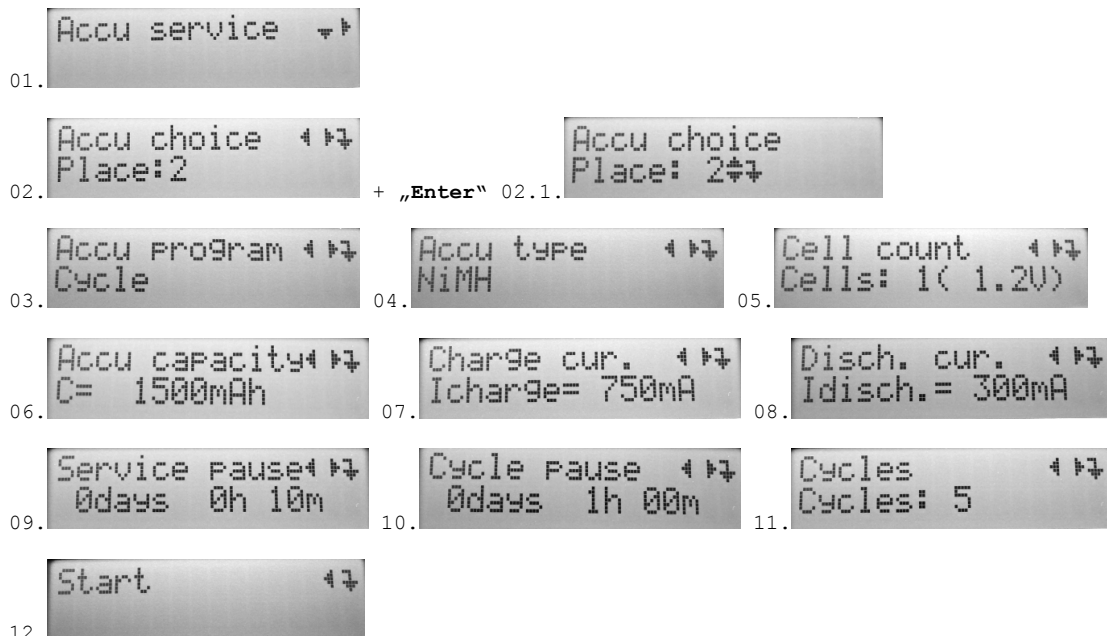 Accu service
01.
Accu choice
Place:2
02.
+ „Enter“ 02.1.
Accu choice
Place: 2
Accu program
Cycle
03.
Accu type
NiMH
04.
Cell count
Cells: 1( 1.2V)
05.
Accu capacity
C= 1500mAh
06.
Charge cur.
Icharge= 750mA
07.
Disch. cur.
Idisch.= 300mA
08.
Service pause
0days 0h 10m
09.
Cycle pause
0days 1h 00m
10.
Cycles
Cycles: 5
11.
Start
12.